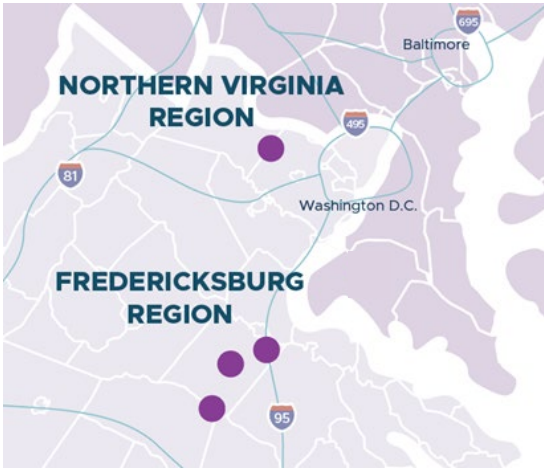 695
Baltimore
NORTHERN VIRGINIA
REGION
495
81
Washington D.C.
FREDERICKSBURG
REGION
95